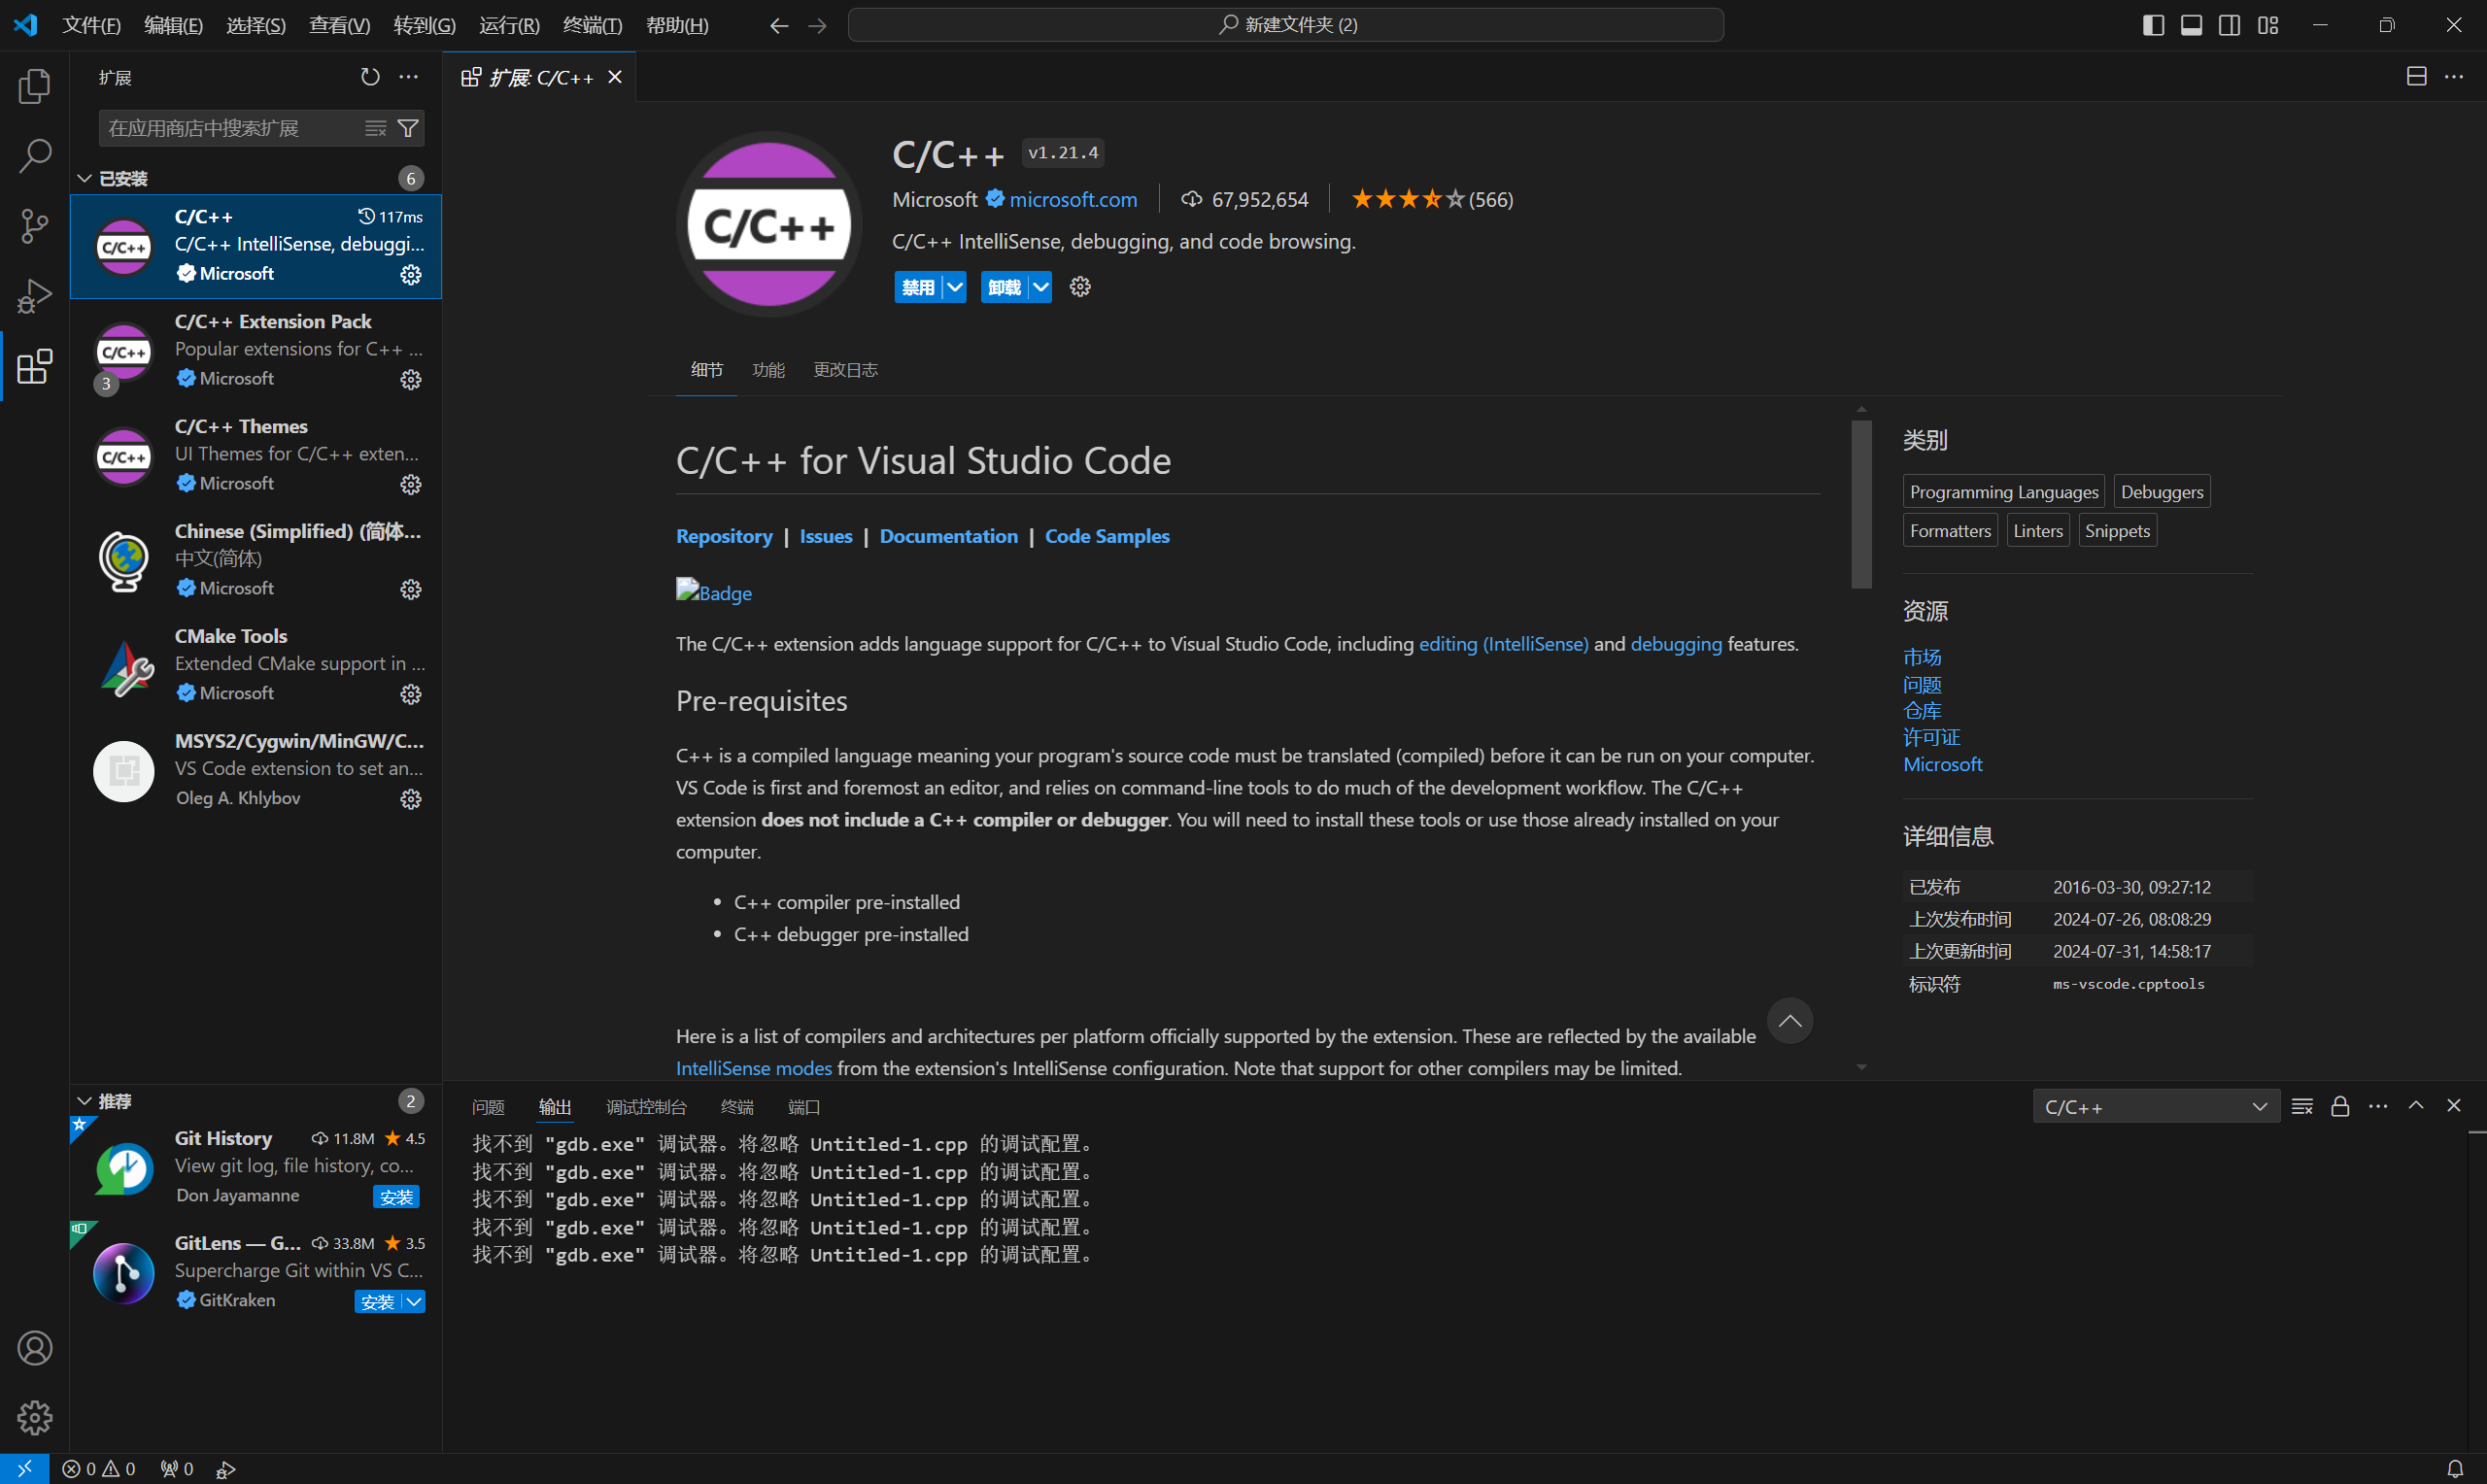 文件(F) 编辑(E) 选择(S) 查看(V) 转到(G) 运行(R) 终端(T) 帮助(H) 新建文件夹 (2)
扩展
在应用商店中搜索扩展
已安装 6
C/C++ 117ms
C/C++ IntelliSense, debuggi...
Microsoft
C/C++ Extension Pack
Popular extensions for C++ ...
3 Microsoft
C/C++ Themes
UI Themes for C/C++ exten...
Microsoft
Chinese (Simplified) (简体...
中文(简体)
Microsoft
CMake Tools
Extended CMake support in ...
Microsoft
MSYS2/Cygwin/MinGW/C...
VS Code extension to set an...
Oleg A. Khlybov
推荐 2
Git History 11.8M 4.5
View git log, file history, co...
Don Jayamanne 安装
GitLens — G... 33.8M 3.5
Supercharge Git within VS C...
GitKraken 安装
扩展: C/C++
C/C++
C/C++ v1.21.4
Microsoft microsoft.com 67,952,654 (566)
C/C++ IntelliSense, debugging, and code browsing.
禁用 卸载
细节 功能 更改日志
C/C++ for Visual Studio Code
Repository | Issues | Documentation | Code Samples
Badge
The C/C++ extension adds language support for C/C++ to Visual Studio Code, including editing (IntelliSense) and debugging features.
Pre-requisites
C++ is a compiled language meaning your program's source code must be translated (compiled) before it can be run on your computer.
VS Code is first and foremost an editor, and relies on command-line tools to do much of the development workflow. The C/C++
extension does not include a C++ compiler or debugger. You will need to install these tools or use those already installed on your
computer.
• C++ compiler pre-installed
• C++ debugger pre-installed
Here is a list of compilers and architectures per platform officially supported by the extension. These are reflected by the available
IntelliSense modes from the extension's IntelliSense configuration. Note that support for other compilers may be limited.
类别
Programming Languages Debuggers
Formatters Linters Snippets
资源
市场
问题
仓库
许可证
Microsoft
详细信息
已发布 2016-03-30, 09:27:12
上次发布时间 2024-07-26, 08:08:29
上次更新时间 2024-07-31, 14:58:17
标识符 ms-vscode.cpptools
问题 输出 调试控制台 终端 端口 C/C++
找不到 "gdb.exe" 调试器。将忽略 Untitled-1.cpp 的调试配置。
找不到 "gdb.exe" 调试器。将忽略 Untitled-1.cpp 的调试配置。
找不到 "gdb.exe" 调试器。将忽略 Untitled-1.cpp 的调试配置。
找不到 "gdb.exe" 调试器。将忽略 Untitled-1.cpp 的调试配置。
找不到 "gdb.exe" 调试器。将忽略 Untitled-1.cpp 的调试配置。
0 0 0